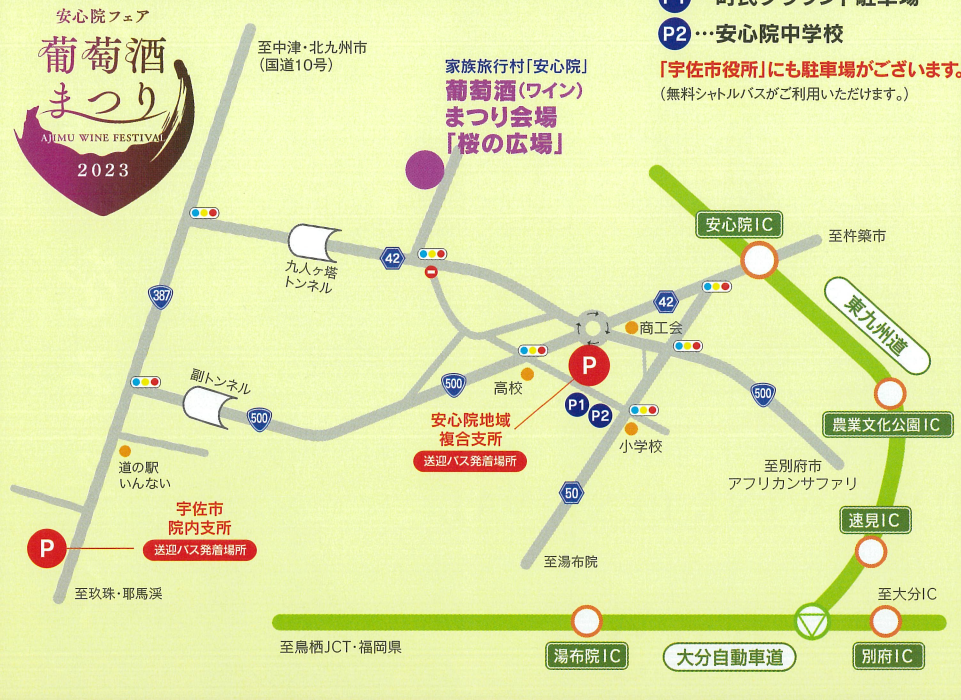 安心院フェア
葡萄酒
まつり
AJIMU WINE FESTIVAL
2023
至中津・北九州市
(国道10号)
家族旅行村「安心院」
葡萄酒(ワイン)
まつり会場
「桜の広場」
P2…安心院中学校
「宇佐市役所」にも駐車場がございます。
(無料シャトルバスがご利用いただけます。)
安心院IC
至杵築市
九人ヶ塔
トンネル
42
42
387
商工会
東九州道
副トンネル
500
500
500
高校
P
P1
P2
安心院地域
複合支所
送迎バス発着場所
小学校
農業文化公園IC
道の駅
いんない
至別府市
アフリカンサファリ
50
宇佐市
院内支所
送迎バス発着場所
P
速見IC
至湯布院
至玖珠・耶馬渓
至大分IC
至鳥栖JCT・福岡県
湯布院IC
大分自動車道
別府IC